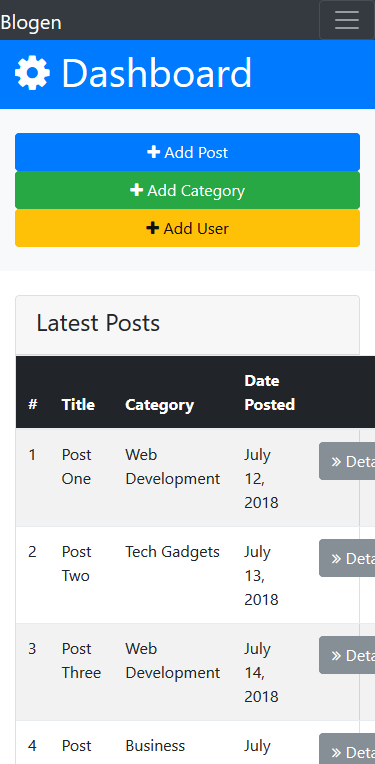 Blogen
Dashboard
Add Post
Add Category
Add User
Latest Posts
# Title Category Date Posted
1 Post One Web Development July 12, 2018 » Deta
2 Post Two Tech Gadgets July 13, 2018 » Deta
3 Post Three Web Development July 14, 2018 » Deta
4 Post Business July » Deta